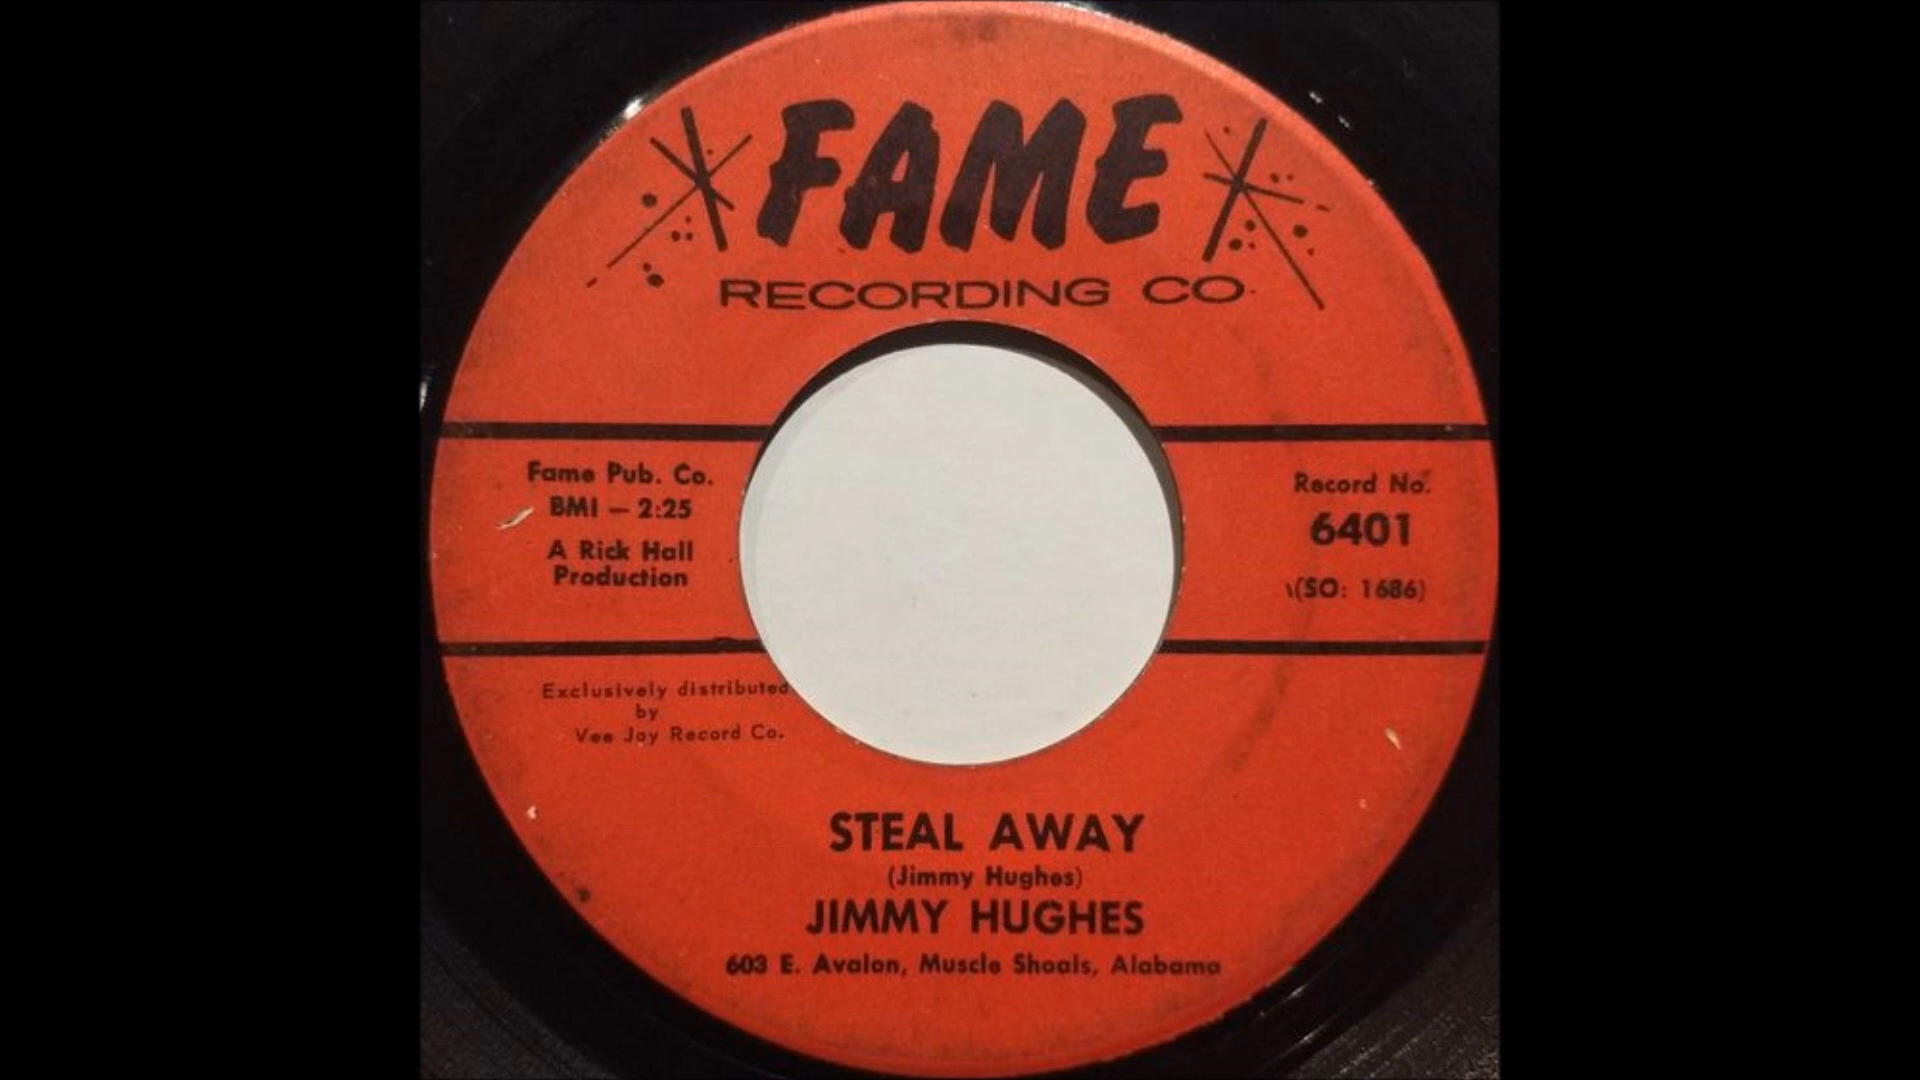 FAME
RECORDING CO.
Fame Pub. Co.
BMI — 2:25
A Rick Hall
Production
Record No.
6401
(SO: 1686)
Exclusively distributed
by
Vee Jay Record Co.
STEAL AWAY
(Jimmy Hughes)
JIMMY HUGHES
603 E. Avalon, Muscle Shoals, Alabama